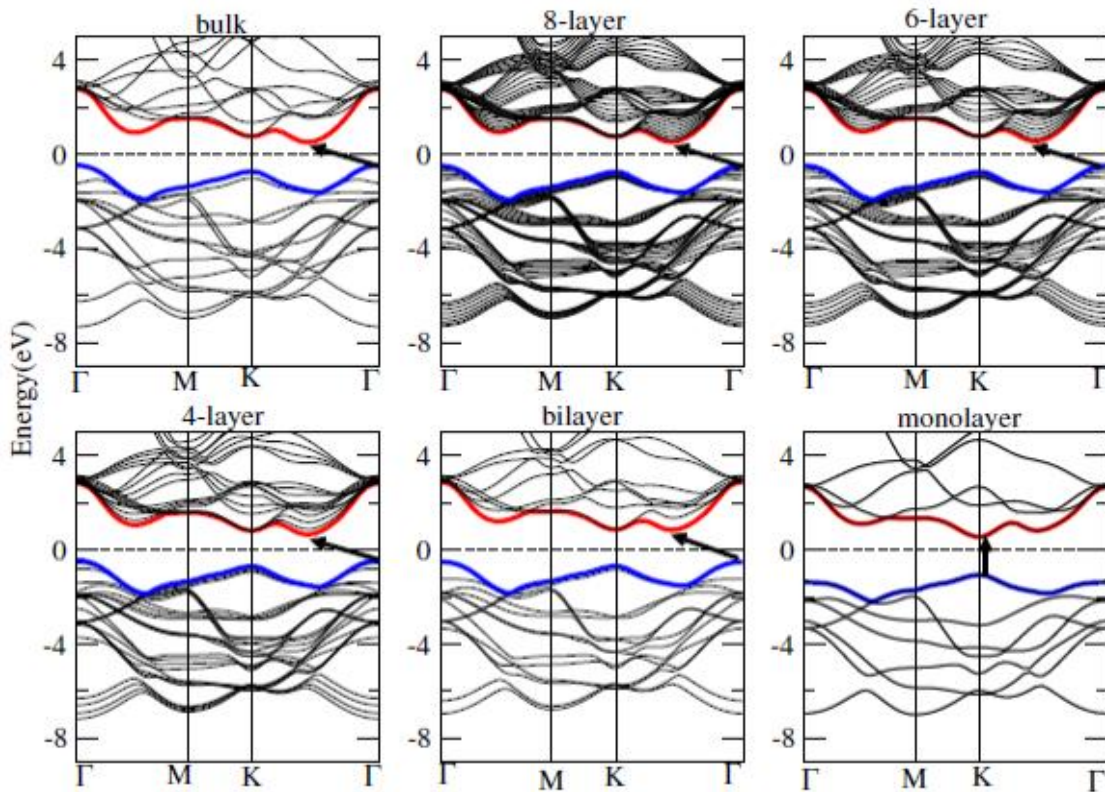 bulk
8-layer
6-layer
4
0
-4
-8
Γ M K Γ
4
0
-4
-8
Γ M K Γ
4
0
-4
-8
Γ M K Γ
Energy(eV)
4-layer
bilayer
monolayer
4
0
-4
-8
Γ M K Γ
4
0
-4
-8
Γ M K Γ
4
0
-4
-8
Γ M K Γ